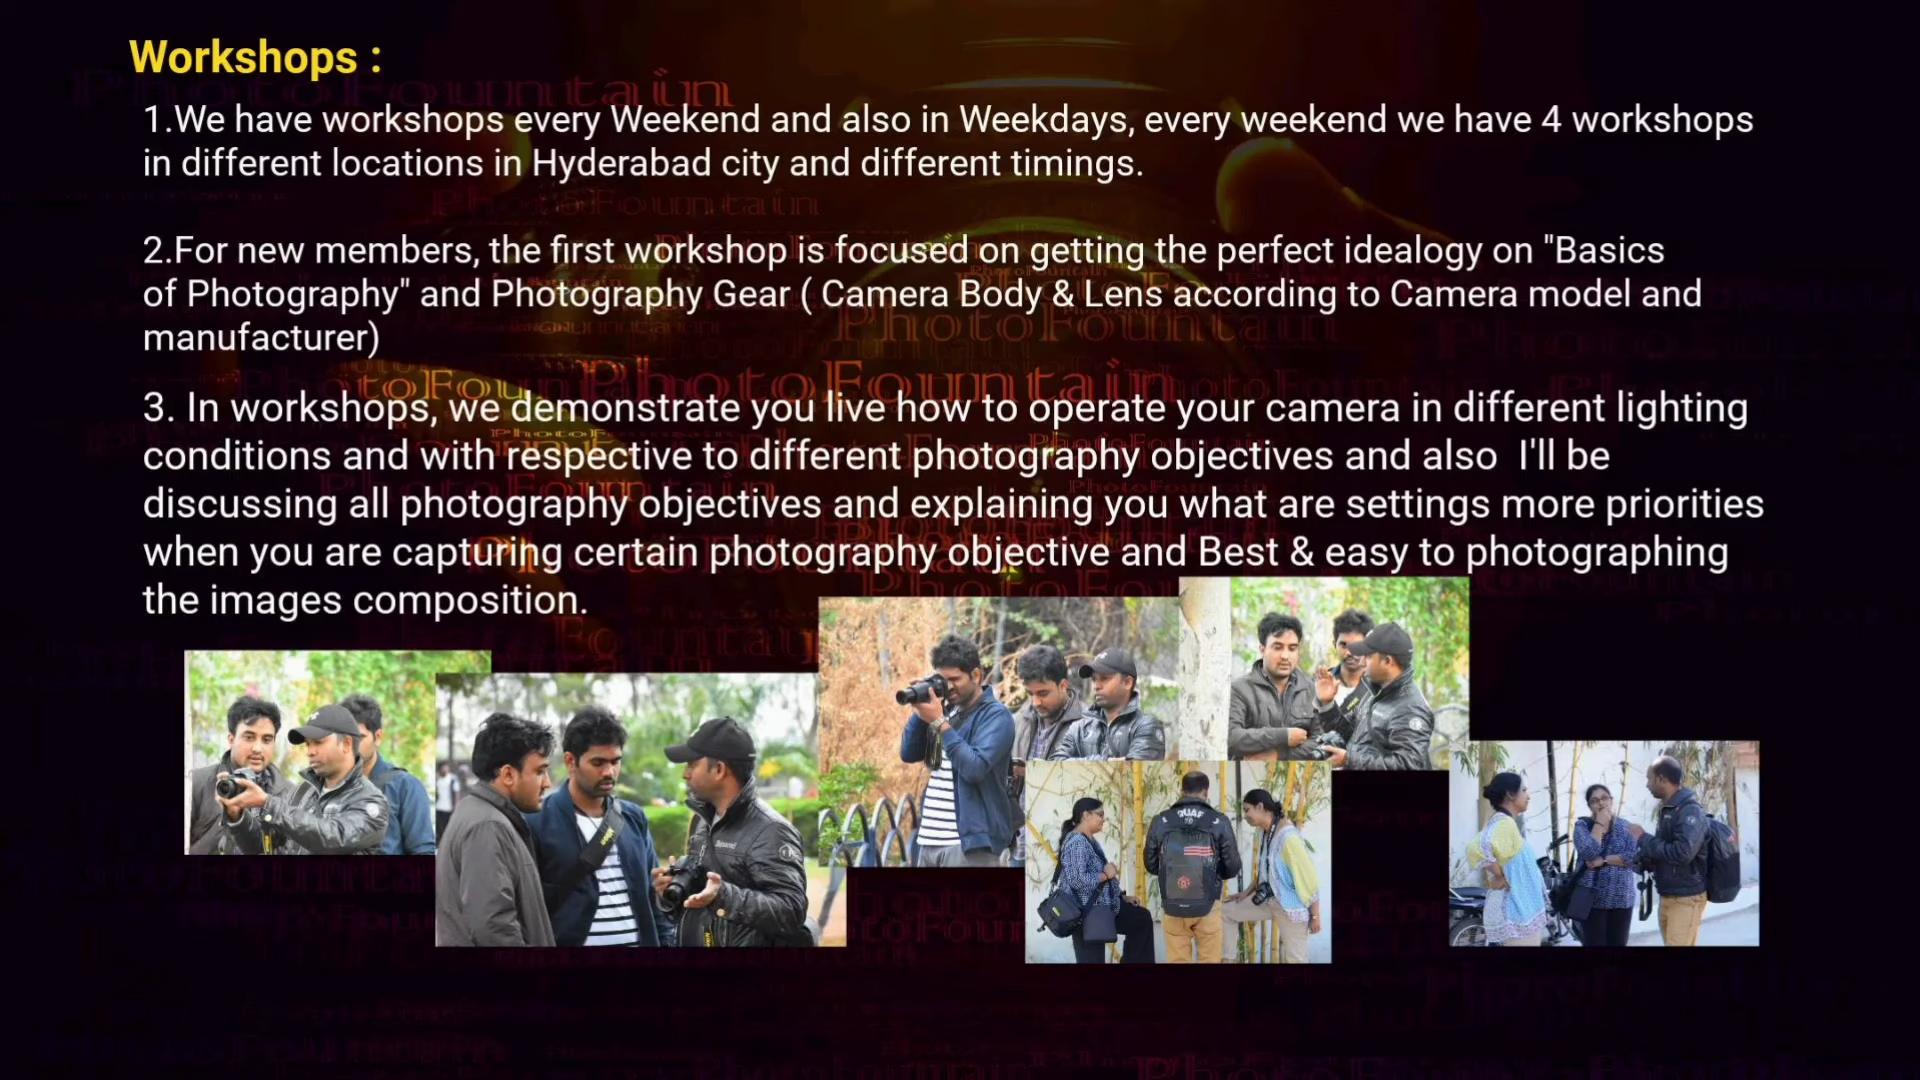 Workshops :
1.We have workshops every Weekend and also in Weekdays, every weekend we have 4 workshops
in different locations in Hyderabad city and different timings.
2.For new members, the first workshop is focused on getting the perfect idealogy on "Basics
of Photography" and Photography Gear ( Camera Body & Lens according to Camera model and
manufacturer)
3. In workshops, we demonstrate you live how to operate your camera in different lighting
conditions and with respective to different photography objectives and also I'll be
discussing all photography objectives and explaining you what are settings more priorities
when you are capturing certain photography objective and Best & easy to photographing
the images composition.
PhotoFountain
PhotoFountain
PhotoFountain
PhotoFountain